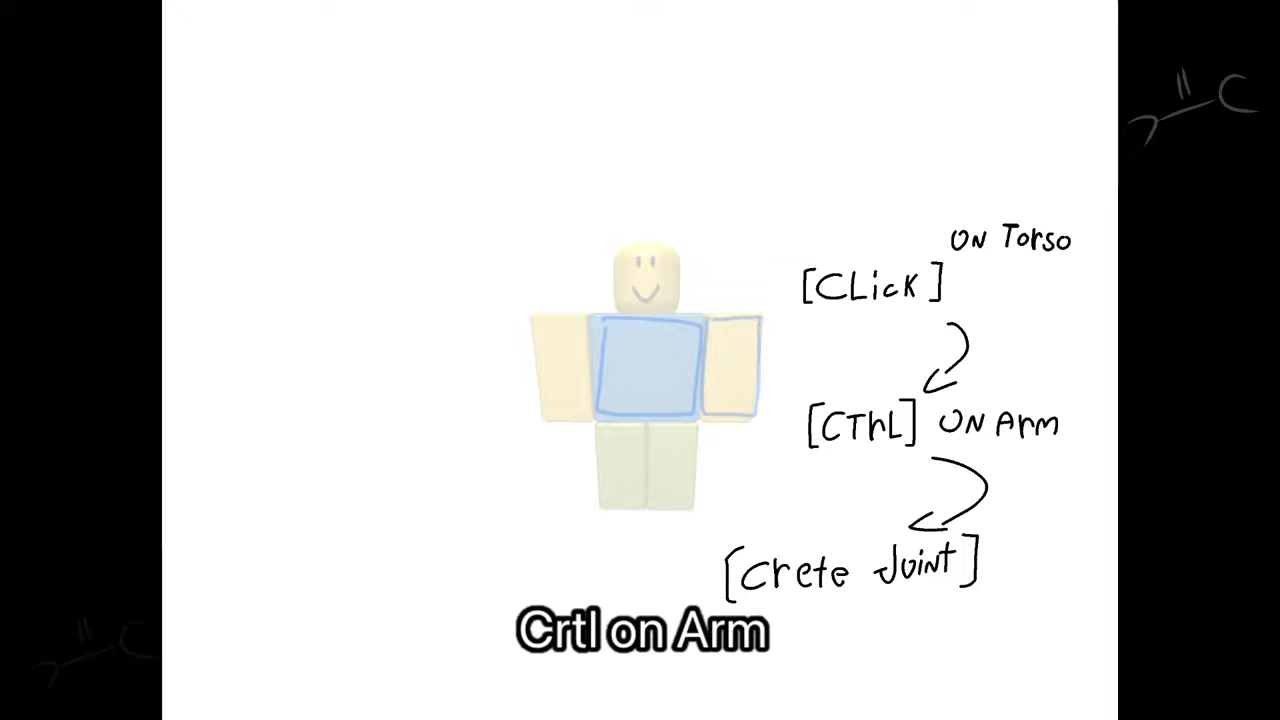 ON Torso
[CLicK]
[CTrL] ON Arm
[Crete Joint]
Crtl on Arm